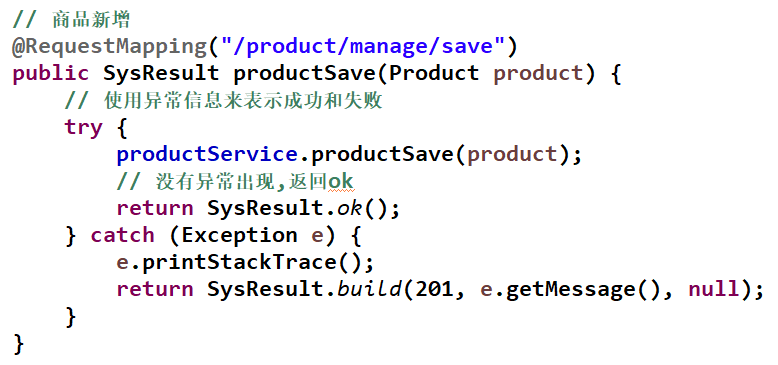 // 商品新增
@RequestMapping("/product/manage/save")
public SysResult productSave(Product product) {
    // 使用异常信息来表示成功和失败
    try {
        productService.productSave(product);
        // 没有异常出现,返回ok
        return SysResult.ok();
    } catch (Exception e) {
        e.printStackTrace();
        return SysResult.build(201, e.getMessage(), null);
    }
}